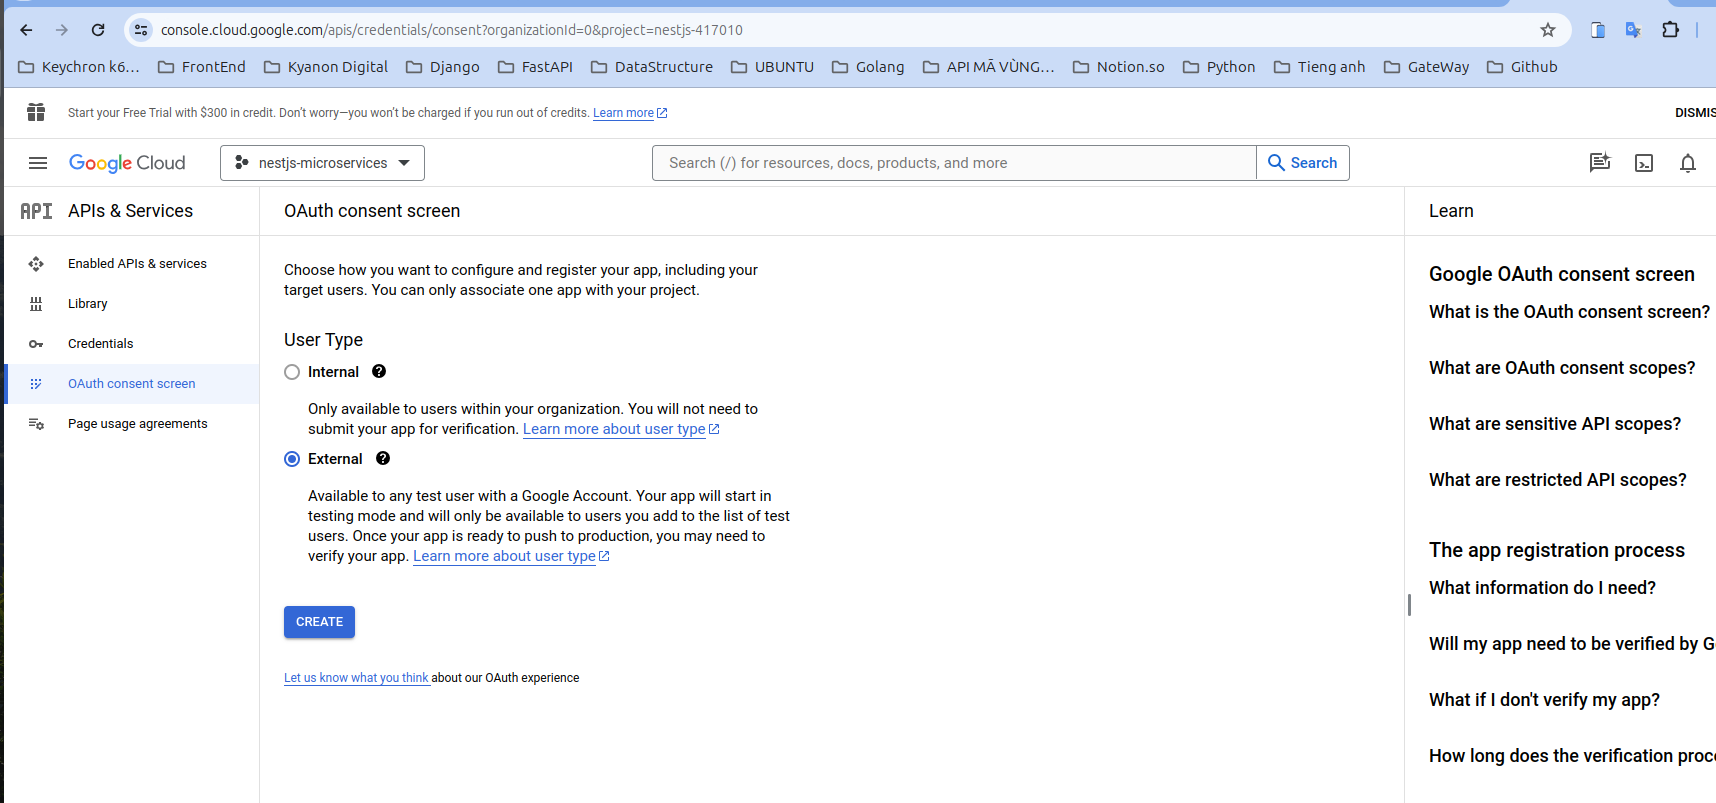 console.cloud.google.com/apis/credentials/consent?organizationId=0&project=nestjs-417010
Keychron k6... FrontEnd Kyanon Digital Django FastAPI DataStructure UBUNTU Golang API MÃ VÙNG... Notion.so Python Tieng anh GateWay Github
Start your Free Trial with $300 in credit. Don't worry—you won't be charged if you run out of credits. Learn more
DISMIS
Google Cloud
nestjs-microservices
Search (/) for resources, docs, products, and more
Search
API APIs & Services
Enabled APIs & services
Library
Credentials
OAuth consent screen
Page usage agreements
OAuth consent screen
Choose how you want to configure and register your app, including your
target users. You can only associate one app with your project.
User Type
Internal
Only available to users within your organization. You will not need to
submit your app for verification. Learn more about user type
External
Available to any test user with a Google Account. Your app will start in
testing mode and will only be available to users you add to the list of test
users. Once your app is ready to push to production, you may need to
verify your app. Learn more about user type
CREATE
Let us know what you think about our OAuth experience
Learn
Google OAuth consent screen
What is the OAuth consent screen?
What are OAuth consent scopes?
What are sensitive API scopes?
What are restricted API scopes?
The app registration process
What information do I need?
Will my app need to be verified by G
What if I don't verify my app?
How long does the verification proc